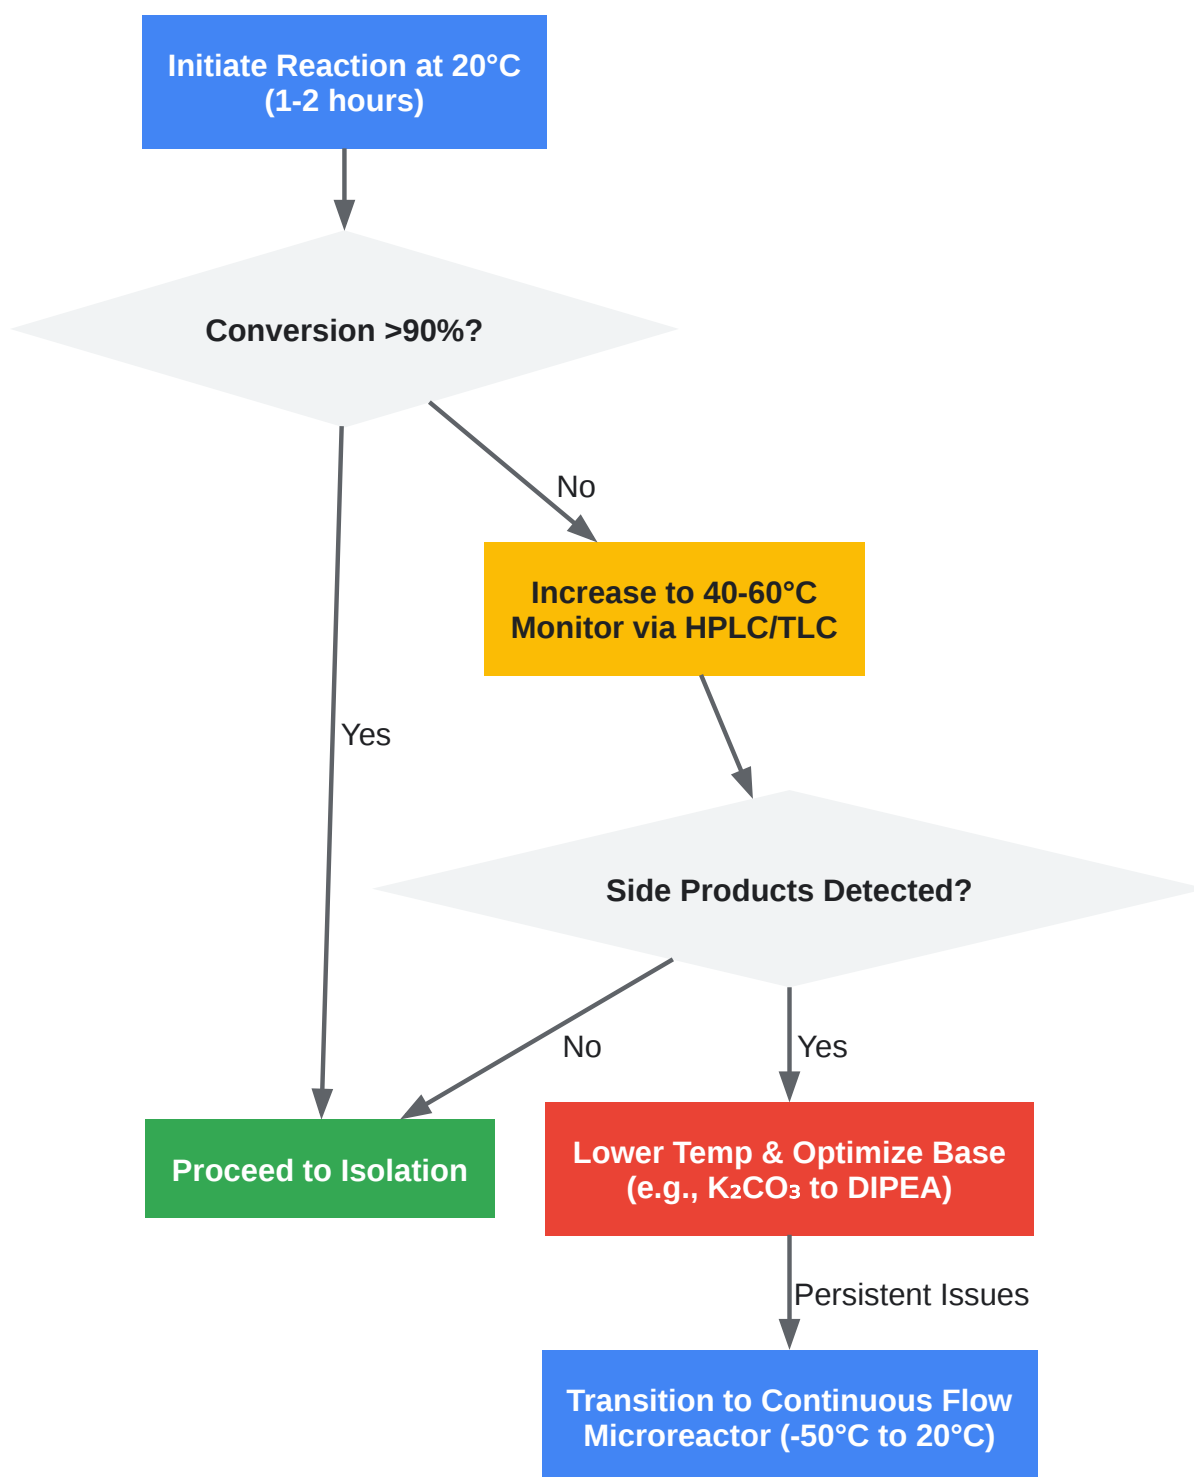 Initiate Reaction at 20°C
(1-2 hours)
Conversion >90%?
No
Increase to 40-60°C
Monitor via HPLC/TLC
Yes
Side Products Detected?
No
Yes
Proceed to Isolation
Lower Temp & Optimize Base
(e.g., K₂CO₃ to DIPEA)
Persistent Issues
Transition to Continuous Flow
Microreactor (-50°C to 20°C)